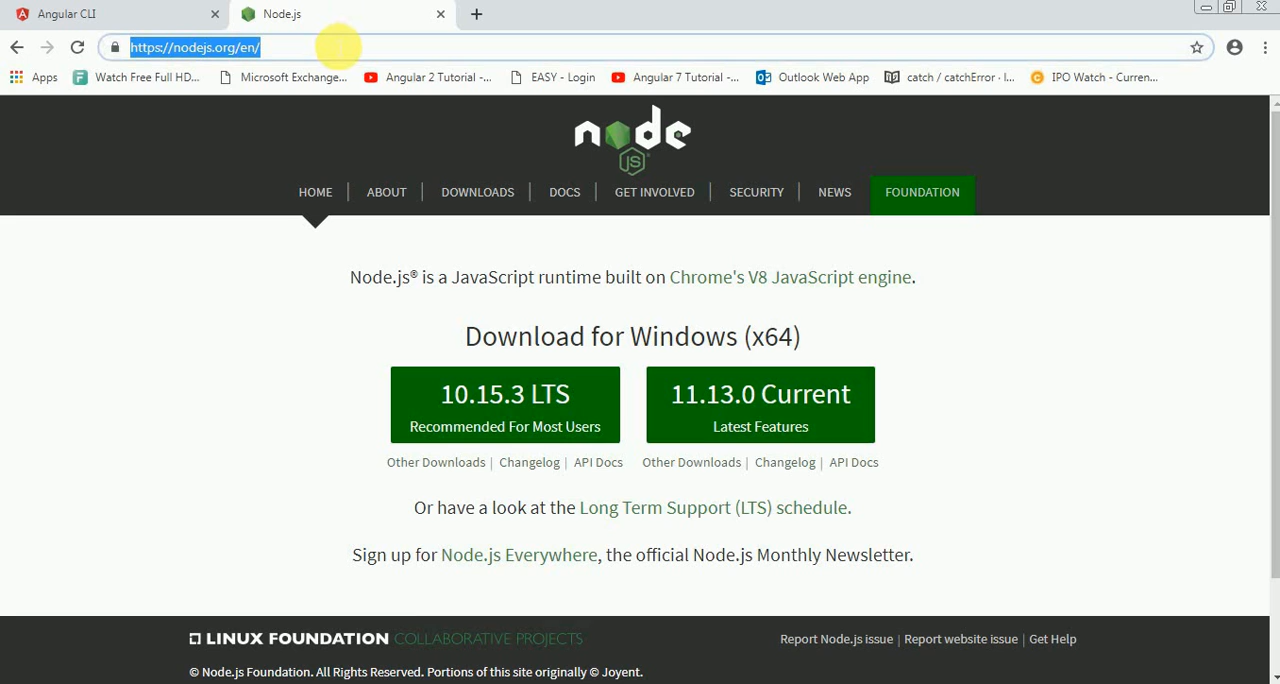 Angular CLI
Node.js
https://nodejs.org/en/
Apps Watch Free Full HD... Microsoft Exchange... Angular 2 Tutorial -... EASY - Login Angular 7 Tutorial -... Outlook Web App catch / catchError · l... IPO Watch - Curren...
node
JS
HOME ABOUT DOWNLOADS DOCS GET INVOLVED SECURITY NEWS FOUNDATION
Node.js® is a JavaScript runtime built on Chrome's V8 JavaScript engine.
Download for Windows (x64)
10.15.3 LTS
Recommended For Most Users
11.13.0 Current
Latest Features
Other Downloads | Changelog | API Docs
Other Downloads | Changelog | API Docs
Or have a look at the Long Term Support (LTS) schedule.
Sign up for Node.js Everywhere, the official Node.js Monthly Newsletter.
LINUX FOUNDATION COLLABORATIVE PROJECTS
Report Node.js issue | Report website issue | Get Help
© Node.js Foundation. All Rights Reserved. Portions of this site originally © Joyent.